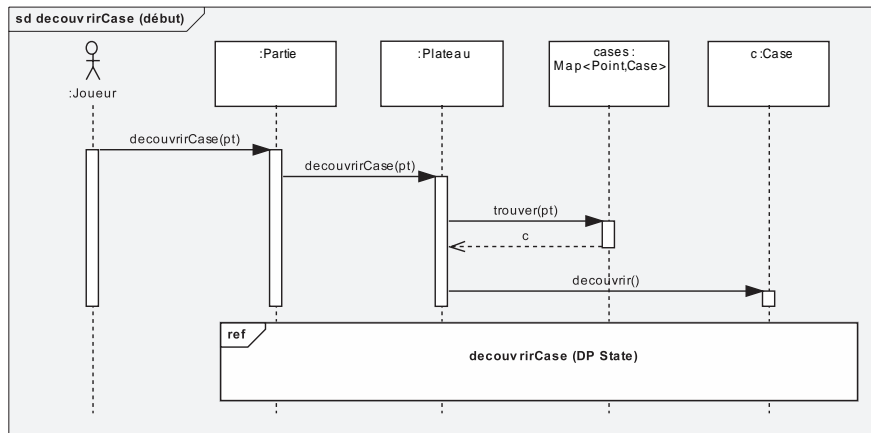 sd decouvrirCase (début)
:Joueur
:Partie
:Plateau
cases :
Map<Point,Case>
c :Case
decouvrirCase(pt)
decouvrirCase(pt)
trouver(pt)
c
decouvrir()
ref
decouvrirCase (DP State)